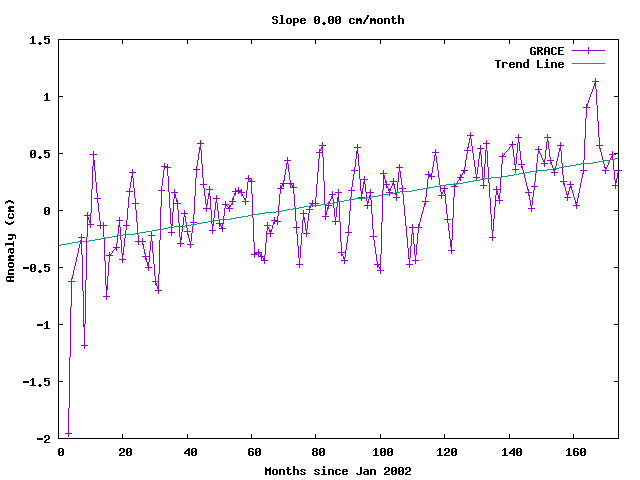 Slope 0.00 cm/month
GRACE
Trend Line
1.5
1
0.5
0
-0.5
-1
-1.5
-2
Anomaly (cm)
0 20 40 60 80 100 120 140 160
Months since Jan 2002